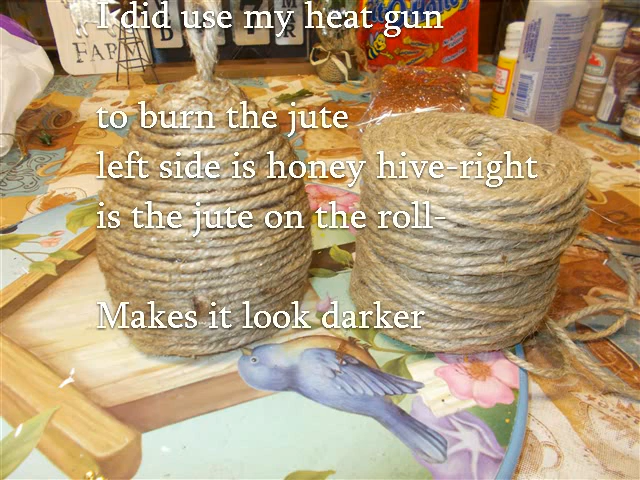 I did use my heat gun
FARM
to burn the jute
left side is honey hive-right
is the jute on the roll-
Makes it look darker